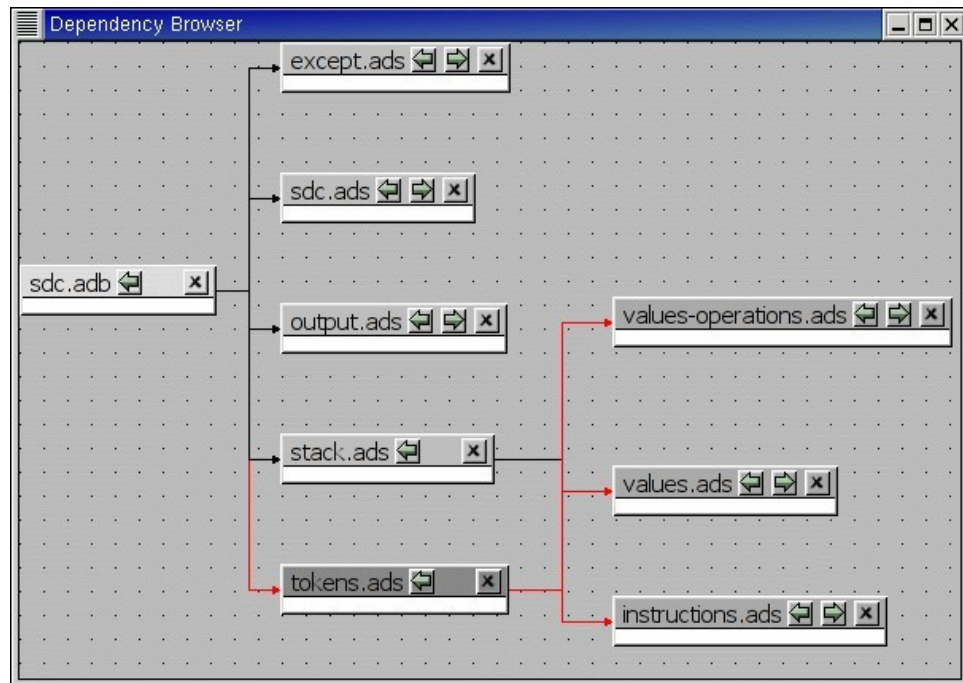 Dependency Browser
except.ads
sdc.ads
sdc.adb
output.ads
values-operations.ads
stack.ads
values.ads
tokens.ads
instructions.ads